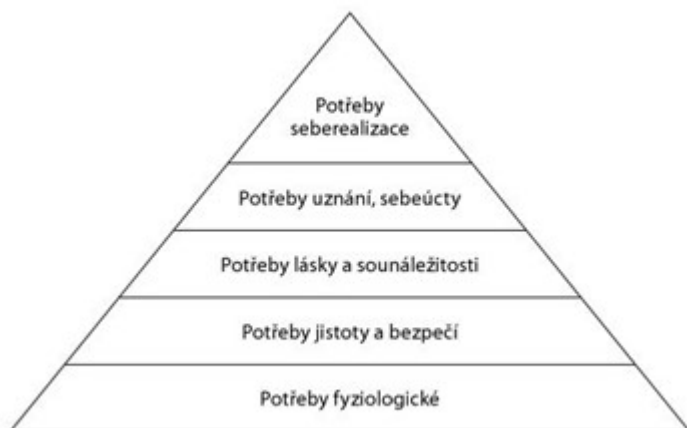 Potřeby
seberealizace
Potřeby uznání, sebeúcty
Potřeby lásky a sounáležitosti
Potřeby jistoty a bezpečí
Potřeby fyziologické